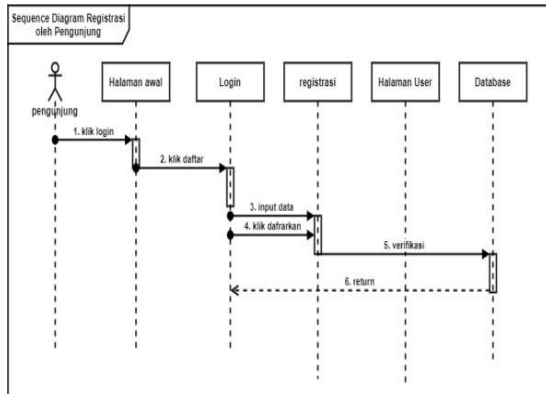 Sequence Diagram Registrasi
oleh Pengunjung
pengunjung
Halaman awal
Login
registrasi
Halaman User
Database
1. klik login
2. klik daftar
3. input data
4. klik dafrarkan
5. verifikasi
6. return